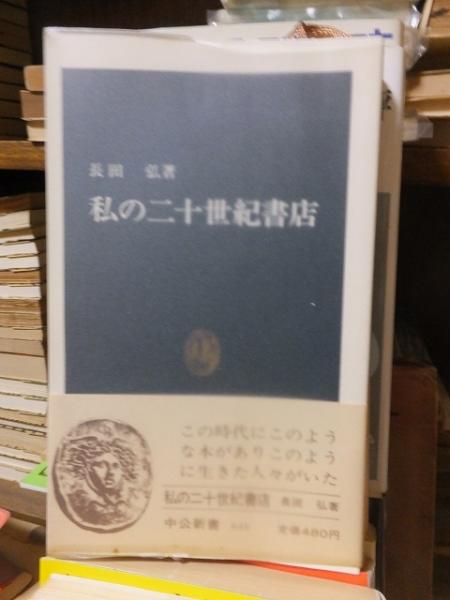 長田 弘著
私の二十世紀書店
この時代にこのよう
な本がありこのよう
に生きた人々がいた
私の二十世紀書店 長田 弘著
中公新書 定価480円